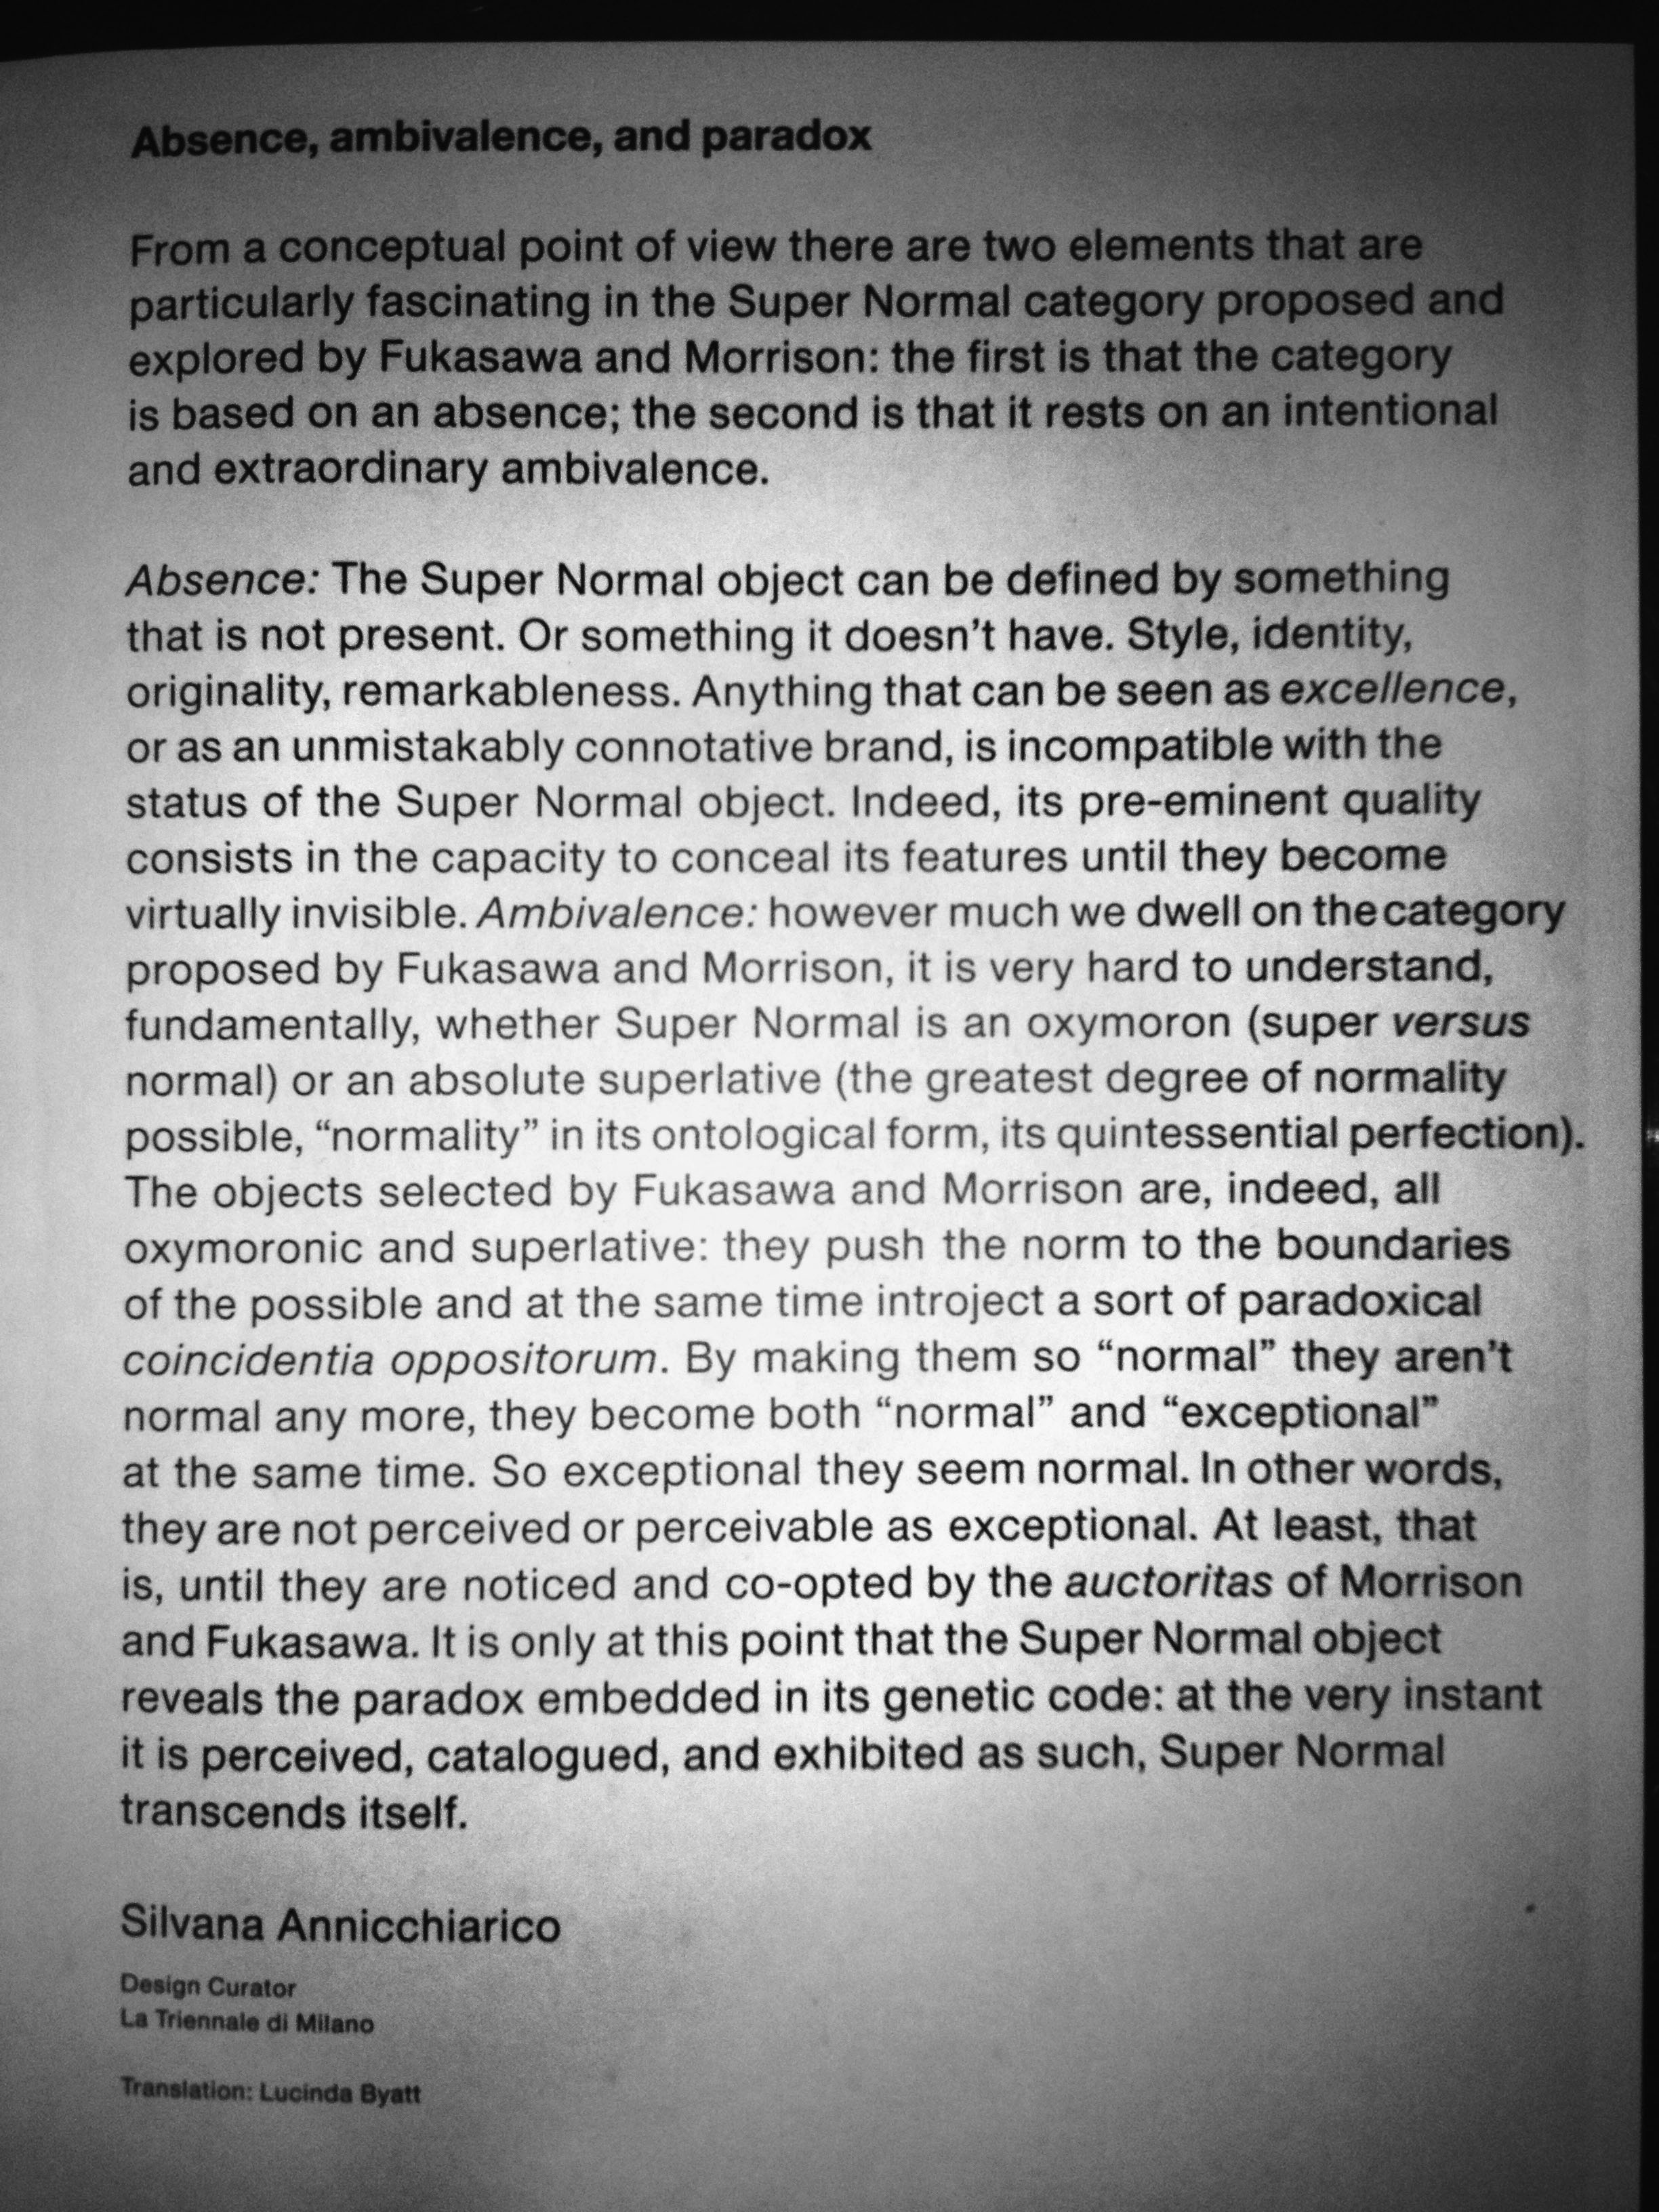 Absence, ambivalence, and paradox
From a conceptual point of view there are two elements that are
particularly fascinating in the Super Normal category proposed and
explored by Fukasawa and Morrison: the first is that the category
is based on an absence; the second is that it rests on an intentional
and extraordinary ambivalence.
Absence: The Super Normal object can be defined by something
that is not present. Or something it doesn’t have. Style, identity,
originality, remarkableness. Anything that can be seen as excellence,
or as an unmistakably connotative brand, is incompatible with the
status of the Super Normal object. Indeed, its pre-eminent quality
consists in the capacity to conceal its features until they become
virtually invisible. Ambivalence: however much we dwell on the category
proposed by Fukasawa and Morrison, it is very hard to understand,
fundamentally, whether Super Normal is an oxymoron (super versus
normal) or an absolute superlative (the greatest degree of normality
possible, “normality” in its ontological form, its quintessential perfection).
The objects selected by Fukasawa and Morrison are, indeed, all
oxymoronic and superlative: they push the norm to the boundaries
of the possible and at the same time introject a sort of paradoxical
coincidentia oppositorum. By making them so “normal” they aren’t
normal any more, they become both “normal” and “exceptional”
at the same time. So exceptional they seem normal. In other words,
they are not perceived or perceivable as exceptional. At least, that
is, until they are noticed and co-opted by the auctoritas of Morrison
and Fukasawa. It is only at this point that the Super Normal object
reveals the paradox embedded in its genetic code: at the very instant
it is perceived, catalogued, and exhibited as such, Super Normal
transcends itself.
Silvana Annicchiarico
Design Curator
La Triennale di Milano
Translation: Lucinda Byatt